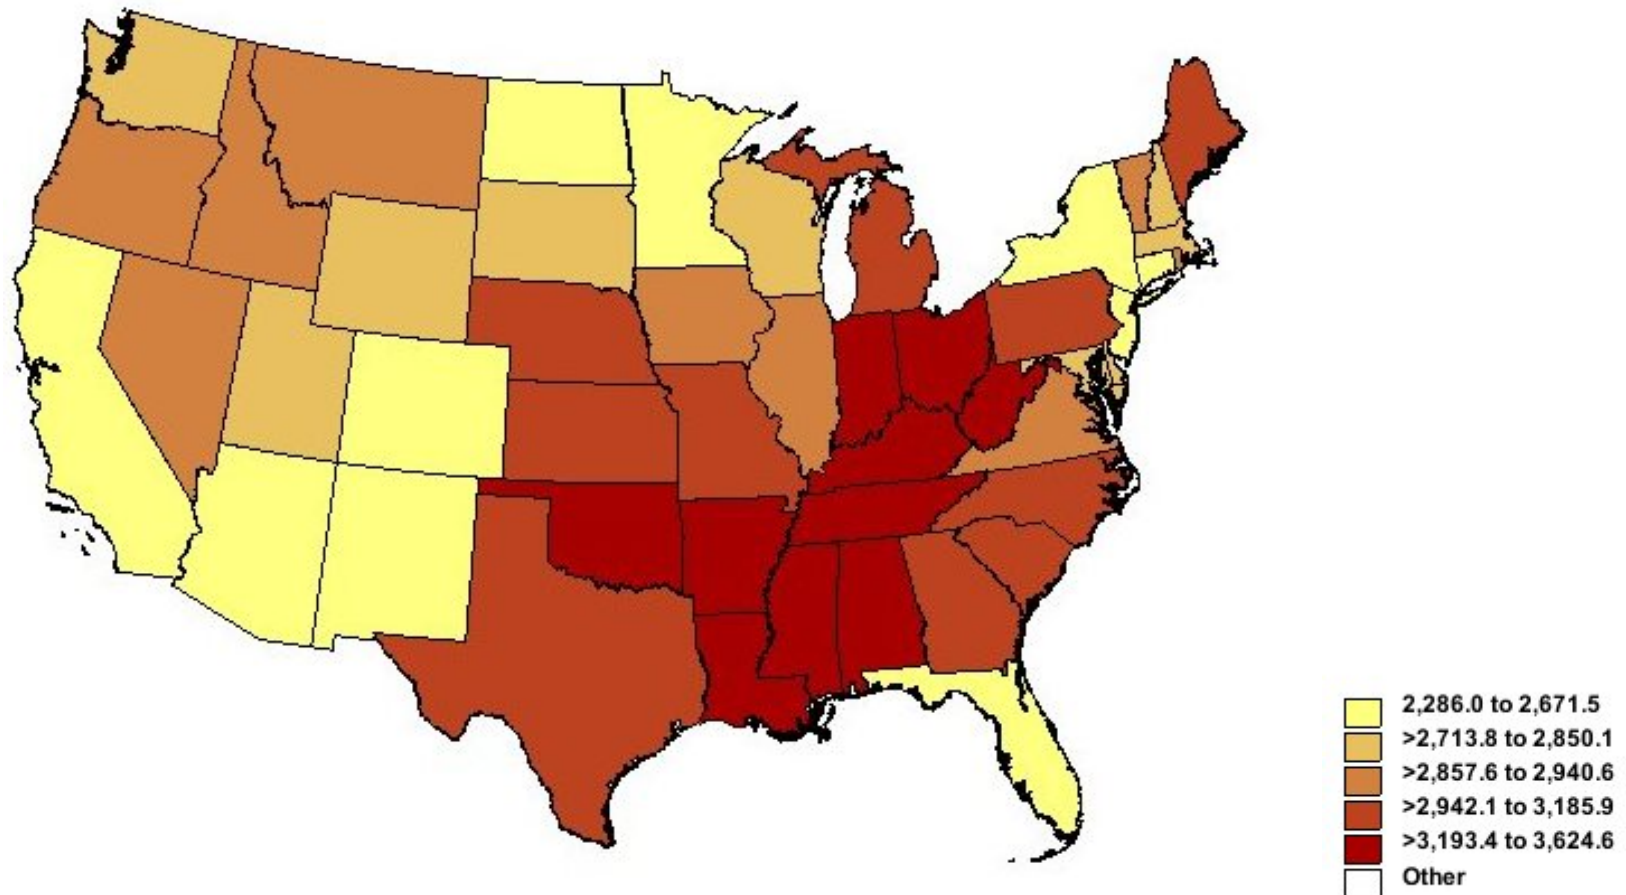 2,286.0 to 2,671.5
>2,713.8 to 2,850.1
>2,857.6 to 2,940.6
>2,942.1 to 3,185.9
>3,193.4 to 3,624.6
Other